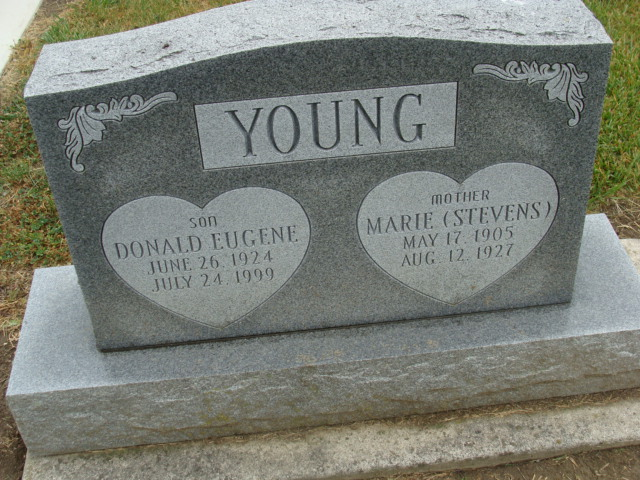 YOUNG
SON
DONALD EUGENE
JUNE 26, 1924
JULY 24, 1999
MOTHER
MARIE (STEVENS)
MAY 17, 1905
AUG. 12, 1927